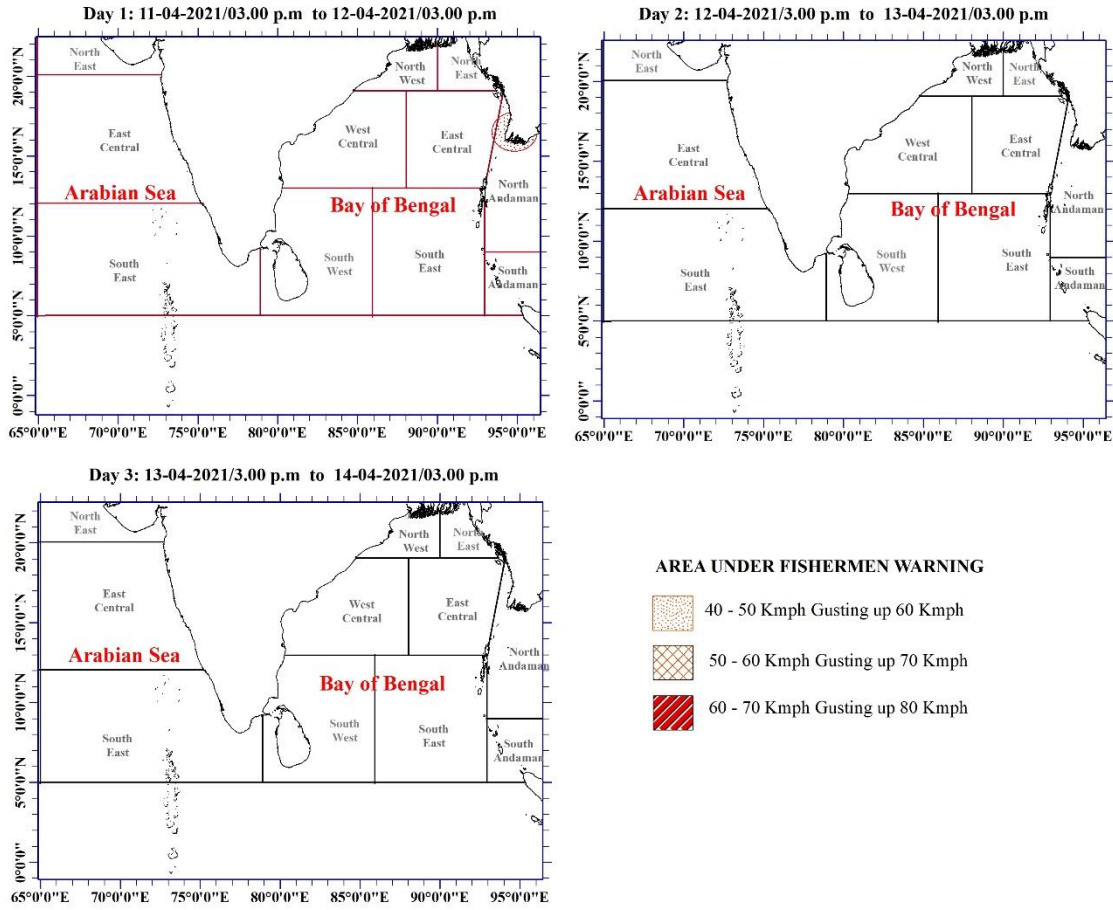 Day 1: 11-04-2021/03.00 p.m to 12-04-2021/03.00 p.m
North
East
North
West
North
East
East
Central
West
Central
East
Central
Arabian Sea
Bay of Bengal
North
Andaman
South
East
South
West
South
East
South
Andaman
20°0'0"N
15°0'0"N
10°0'0"N
5°0'0"N
0°0'0"
65°0'0"E 70°0'0"E 75°0'0"E 80°0'0"E 85°0'0"E 90°0'0"E 95°0'0"E
Day 2: 12-04-2021/3.00 p.m to 13-04-2021/03.00 p.m
North
East
North
West
North
East
East
Central
West
Central
East
Central
Arabian Sea
Bay of Bengal
North
Andaman
South
East
South
West
South
East
South
Andaman
20°0'0"N
15°0'0"N
10°0'0"N
5°0'0"N
0°0'0"
65°0'0"E 70°0'0"E 75°0'0"E 80°0'0"E 85°0'0"E 90°0'0"E 95°0'0"E
Day 3: 13-04-2021/3.00 p.m to 14-04-2021/03.00 p.m
North
East
North
West
North
East
East
Central
West
Central
East
Central
Arabian Sea
Bay of Bengal
North
Andaman
South
East
South
West
South
East
South
Andaman
20°0'0"N
15°0'0"N
10°0'0"N
5°0'0"N
0°0'0"
65°0'0"E 70°0'0"E 75°0'0"E 80°0'0"E 85°0'0"E 90°0'0"E 95°0'0"E
AREA UNDER FISHERMEN WARNING
40 - 50 Kmph Gusting up 60 Kmph
50 - 60 Kmph Gusting up 70 Kmph
60 - 70 Kmph Gusting up 80 Kmph